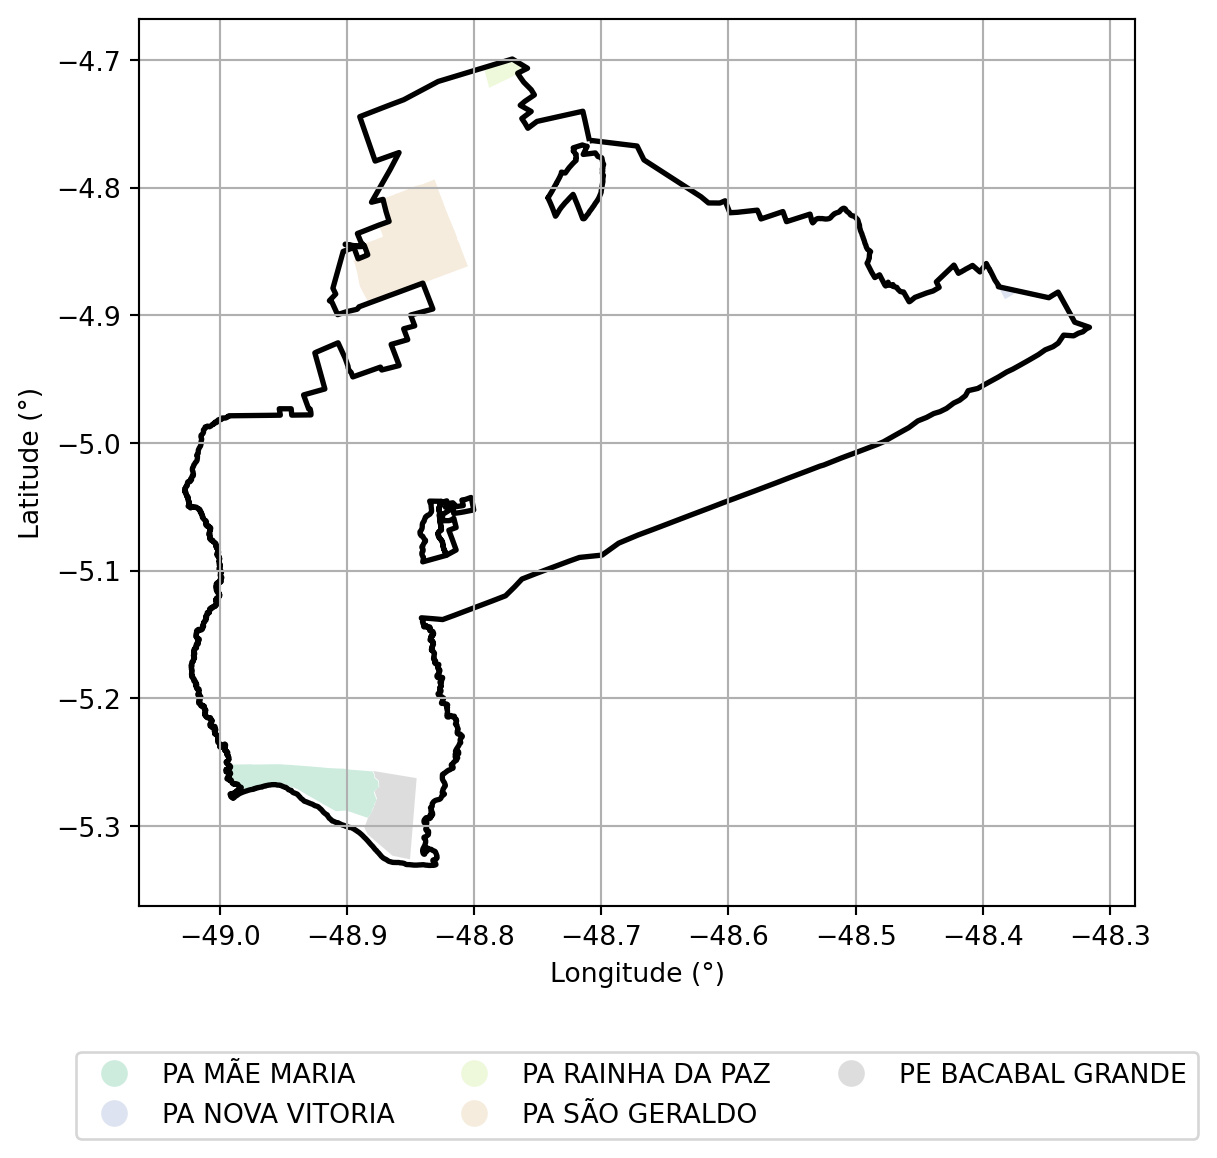 −4.7
−4.8
−4.9
−5.0
−5.1
−5.2
−5.3
Latitude (°)
−49.0 −48.9 −48.8 −48.7 −48.6 −48.5 −48.4 −48.3
Longitude (°)
PA MÃE MARIA PA RAINHA DA PAZ PE BACABAL GRANDE
PA NOVA VITORIA PA SÃO GERALDO